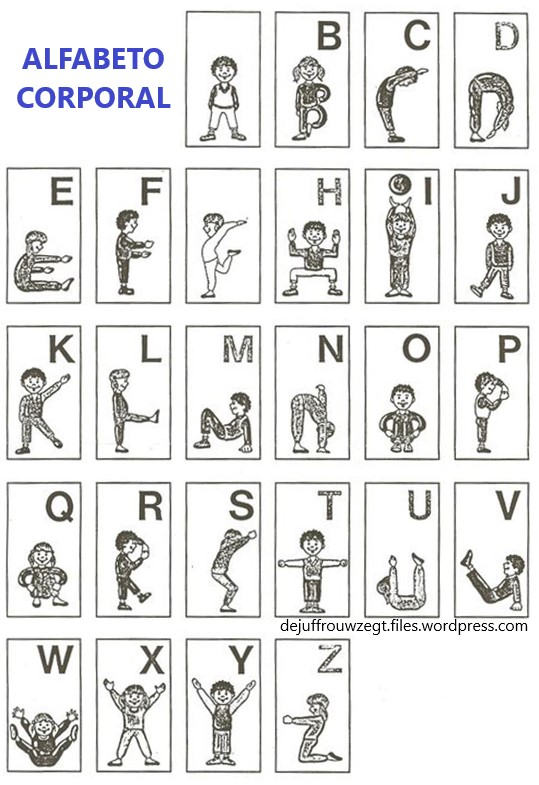 ALFABETO
CORPORAL
B C D
E F H I J
K L M N O P
Q R S T U V
dejuffrouwzegt.files.wordpress.com
W X Y Z